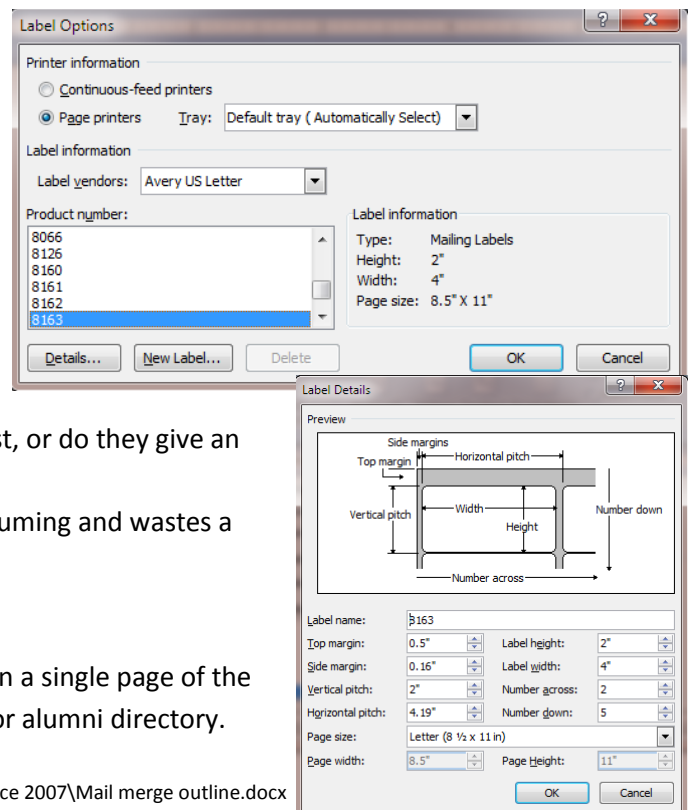 Label Options
Printer information
Continuous-feed printers
Page printers Tray: Default tray ( Automatically Select)
Label information
Label vendors: Avery US Letter
Product number:
8066
8126
8160
8161
8162
8163
Label information
Type: Mailing Labels
Height: 2"
Width: 4"
Page size: 8.5" X 11"
Details... New Label... Delete OK Cancel
st, or do they give an
uming and wastes a
n a single page of the
or alumni directory.
ce 2007\Mail merge outline.docx
Label Details
Preview
Side margins
Top margin Horizontal pitch
Vertical pitch Width Height Number down
Number across
Label name: 8163
Top margin: 0.5" Label height: 2"
Side margin: 0.16" Label width: 4"
Vertical pitch: 2" Number across: 2
Horizontal pitch: 4.19" Number down: 5
Page size: Letter (8 ½ x 11 in)
Page width: 8.5" Page Height: 11"
OK Cancel